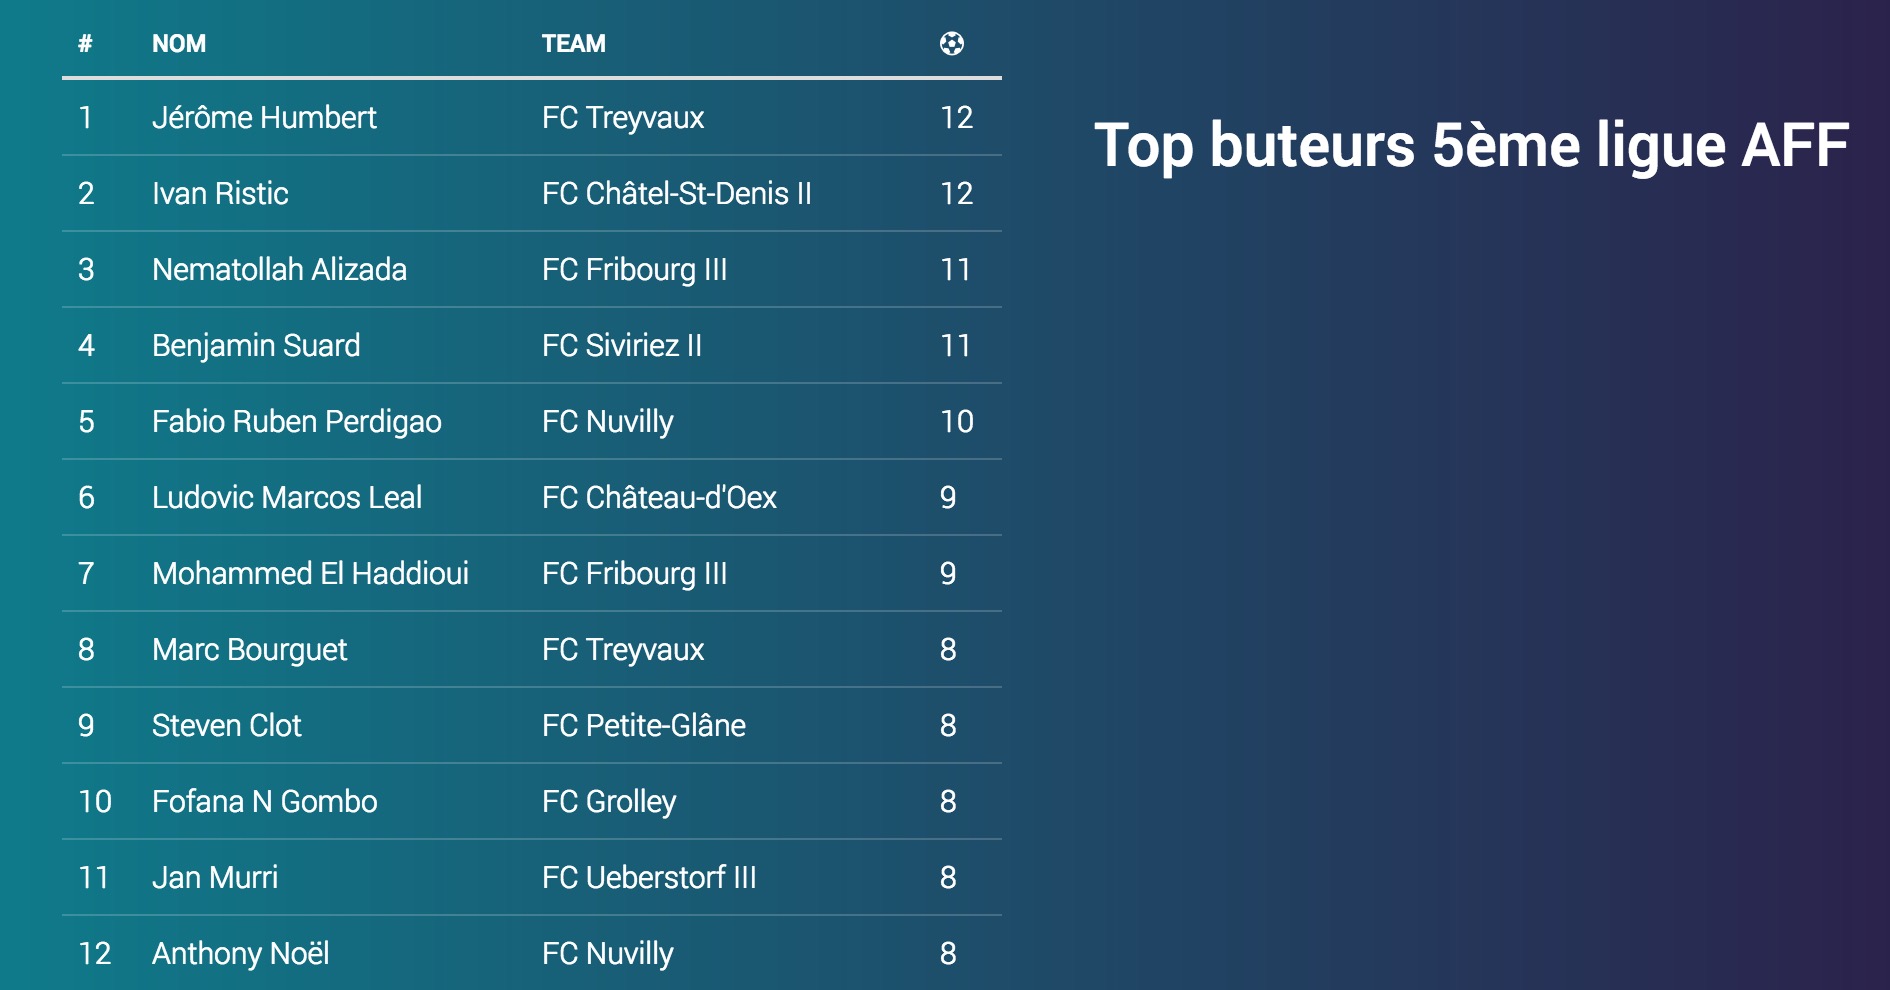 # NOM TEAM
1 Jérôme Humbert FC Treyvaux 12
2 Ivan Ristic FC Châtel-St-Denis II 12
3 Nematollah Alizada FC Fribourg III 11
4 Benjamin Suard FC Siviriez II 11
5 Fabio Ruben Perdigao FC Nuvilly 10
6 Ludovic Marcos Leal FC Château-d'Oex 9
7 Mohammed El Haddioui FC Fribourg III 9
8 Marc Bourguet FC Treyvaux 8
9 Steven Clot FC Petite-Glâne 8
10 Fofana N Gombo FC Grolley 8
11 Jan Murri FC Ueberstorf III 8
12 Anthony Noël FC Nuvilly 8
Top buteurs 5ème ligue AFF